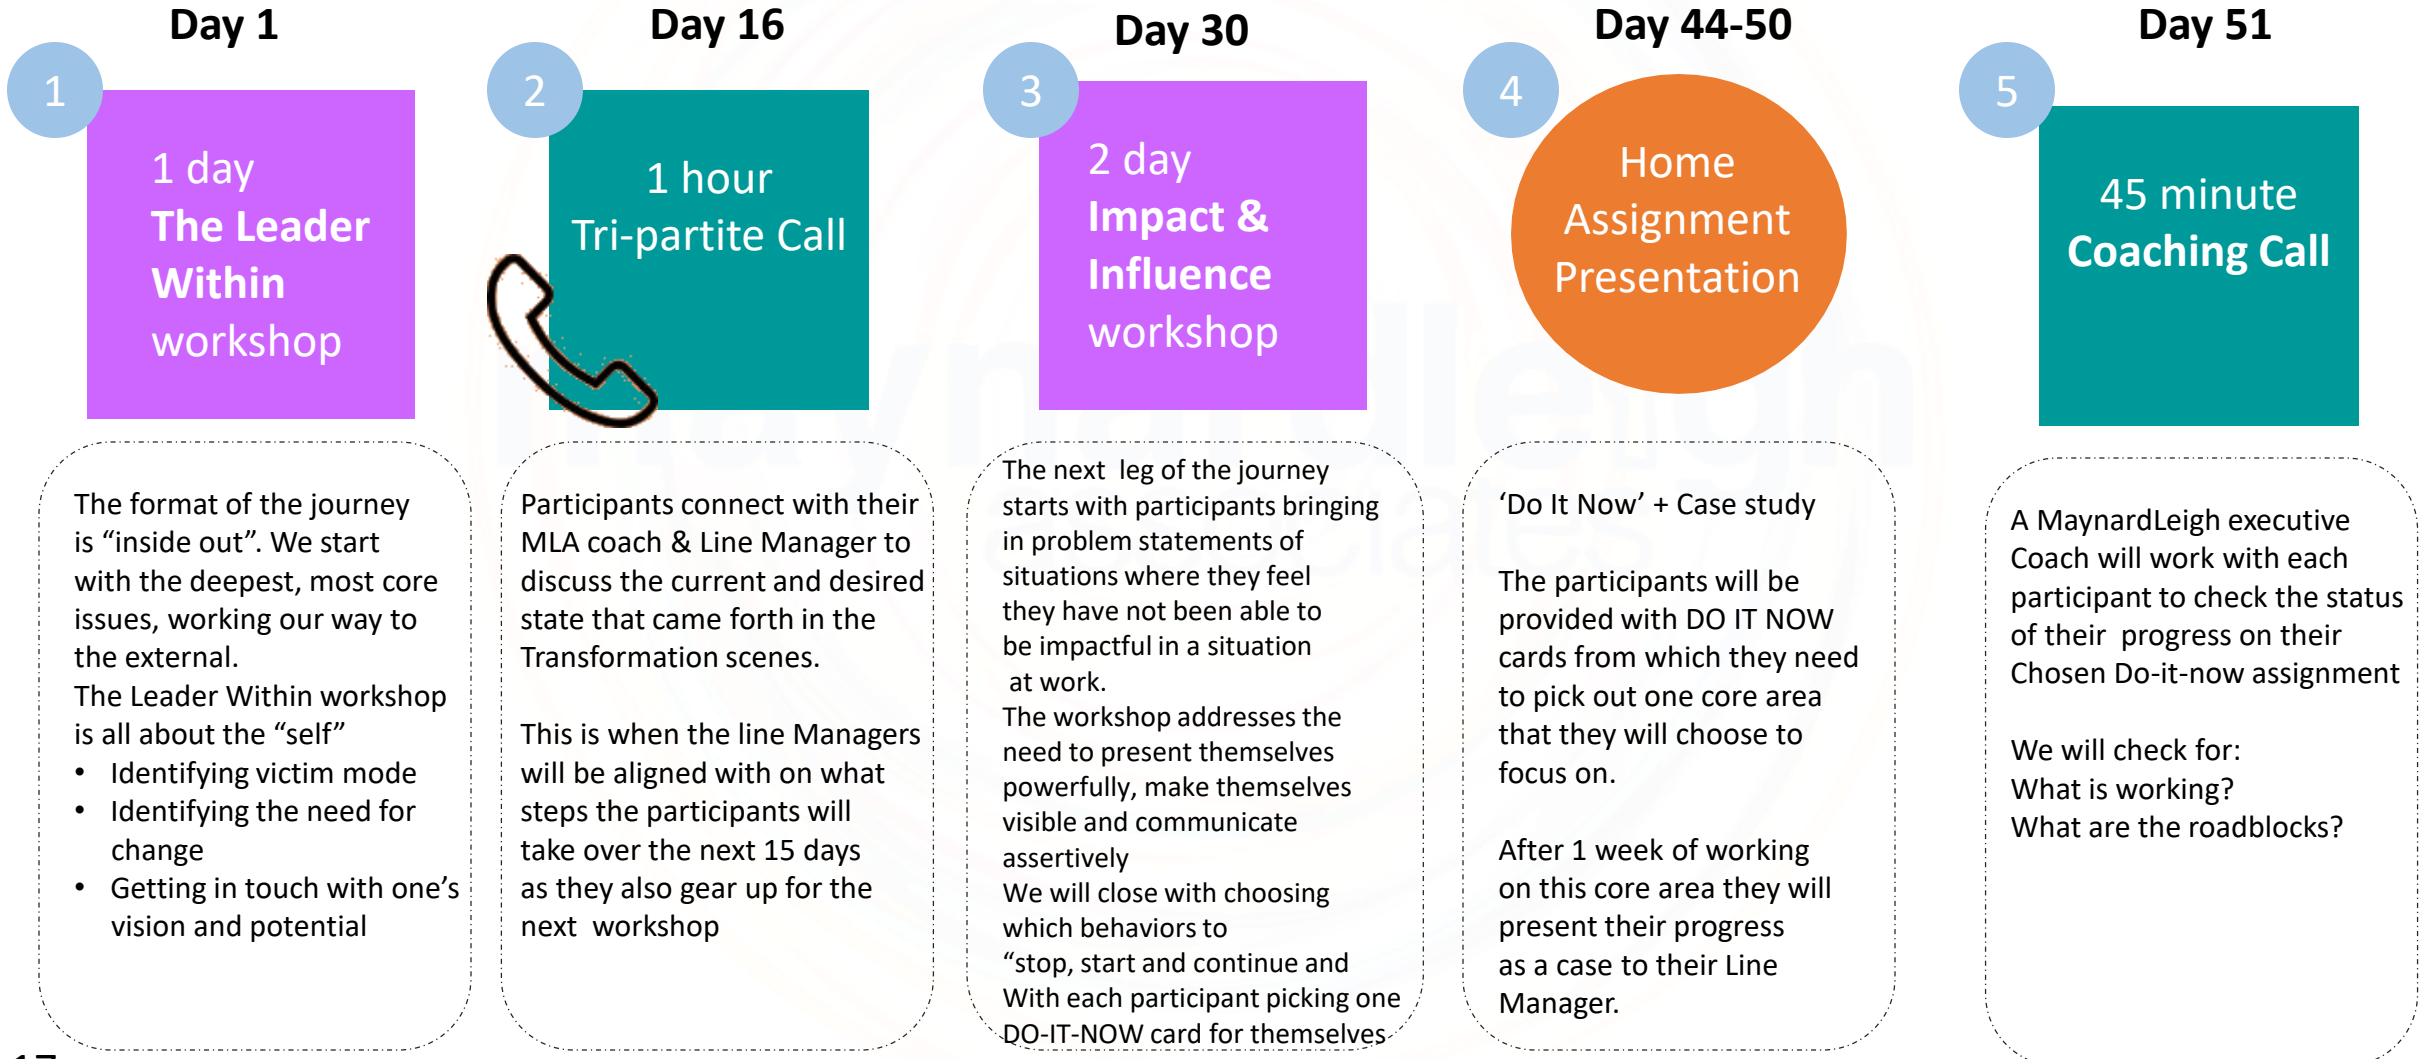 Day 1
1
1 day
The Leader
Within
workshop
The format of the journey
is “inside out”. We start
with the deepest, most core
issues, working our way to
the external.
The Leader Within workshop
is all about the “self”
• Identifying victim mode
• Identifying the need for
change
• Getting in touch with one’s
vision and potential
Day 16
2
1 hour
Tri-partite Call
Participants connect with their
MLA coach & Line Manager to
discuss the current and desired
state that came forth in the
Transformation scenes.
This is when the line Managers
will be aligned with on what
steps the participants will
take over the next 15 days
as they also gear up for the
next workshop
Day 30
3
2 day
Impact &
Influence
workshop
The next leg of the journey
starts with participants bringing
in problem statements of
situations where they feel
they have not been able to
be impactful in a situation
at work.
The workshop addresses the
need to present themselves
powerfully, make themselves
visible and communicate
assertively
We will close with choosing
which behaviors to
“stop, start and continue and
With each participant picking one
DO-IT-NOW card for themselves
Day 44-50
4
Home
Assignment
Presentation
‘Do It Now’ + Case study
The participants will be
provided with DO IT NOW
cards from which they need
to pick out one core area
that they will choose to
focus on.
After 1 week of working
on this core area they will
present their progress
as a case to their Line
Manager.
Day 51
5
45 minute
Coaching Call
A MaynardLeigh executive
Coach will work with each
participant to check the status
of their progress on their
Chosen Do-it-now assignment
We will check for:
What is working?
What are the roadblocks?
maynardleigh
associates
17